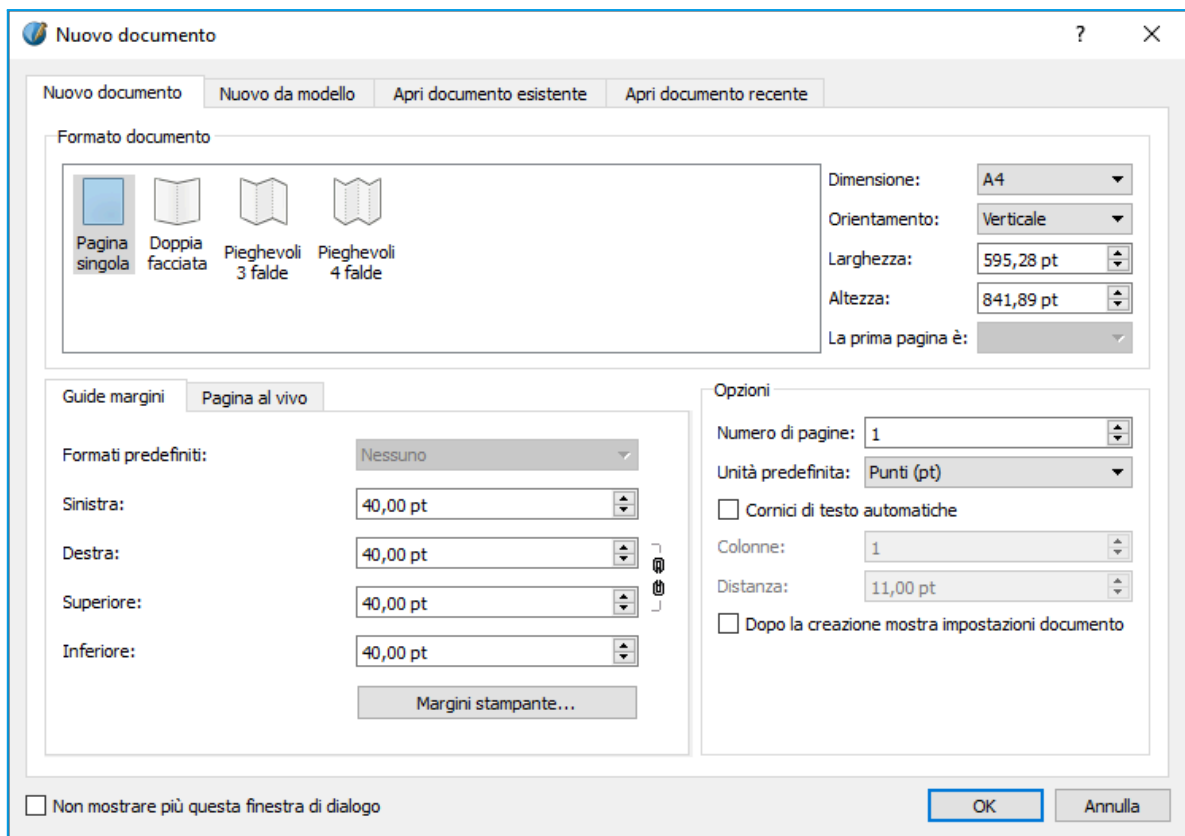 Nuovo documento
?
Nuovo documento
Nuovo da modello
Apri documento esistente
Apri documento recente
Formato documento
Pagina
singola
Doppia
facciata
Pieghevoli
3 falde
Pieghevoli
4 falde
Dimensione: A4
Orientamento: Verticale
Larghezza: 595,28 pt
Altezza: 841,89 pt
La prima pagina è:
Guide margini
Pagina al vivo
Formati predefiniti: Nessuno
Sinistra: 40,00 pt
Destra: 40,00 pt
Superiore: 40,00 pt
Inferiore: 40,00 pt
Margini stampante...
Opzioni
Numero di pagine: 1
Unità predefinita: Punti (pt)
Cornici di testo automatiche
Colonne: 1
Distanza: 11,00 pt
Dopo la creazione mostra impostazioni documento
Non mostrare più questa finestra di dialogo
OK
Annulla